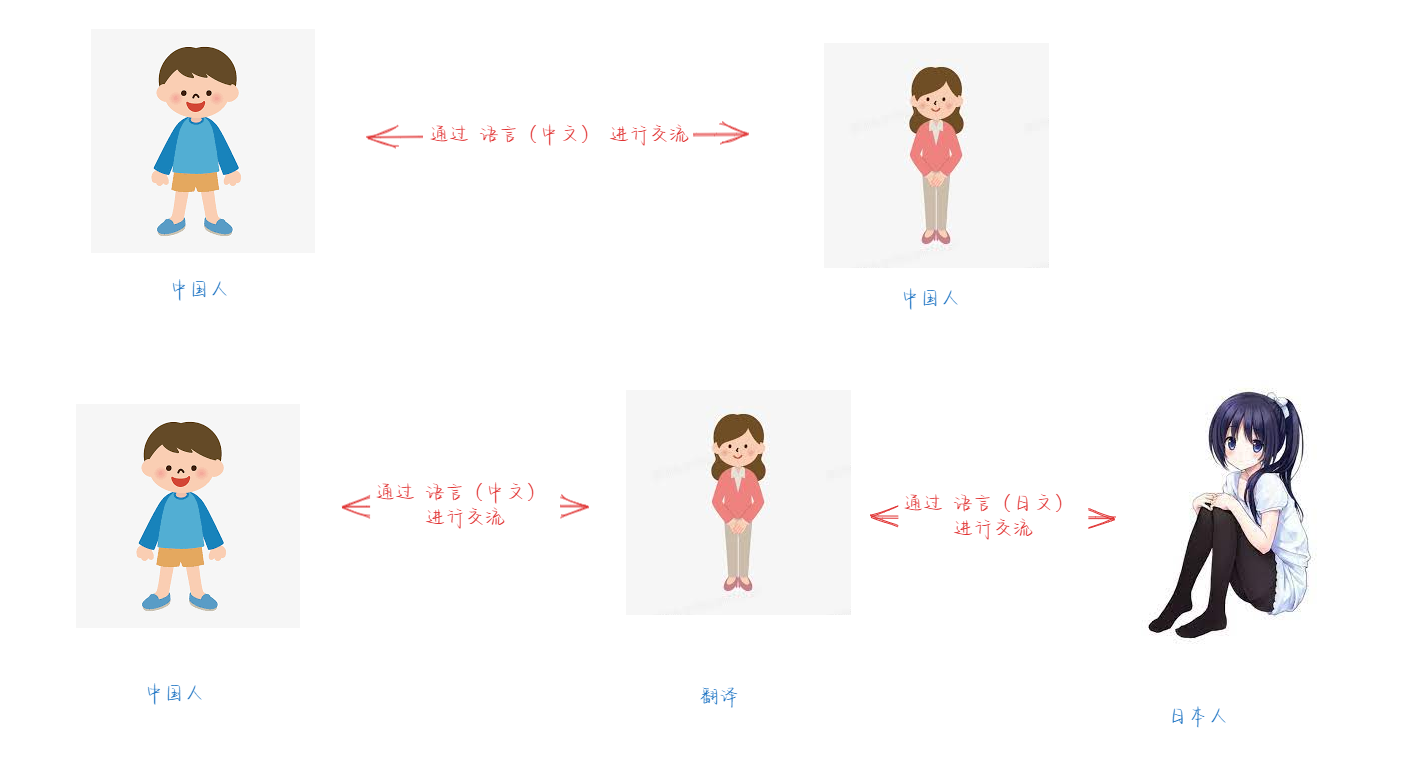 通过 语言（中文） 进行交流
中国人
中国人
通过 语言（中文）
进行交流
通过 语言（日文）
进行交流
中国人
翻译
日本人